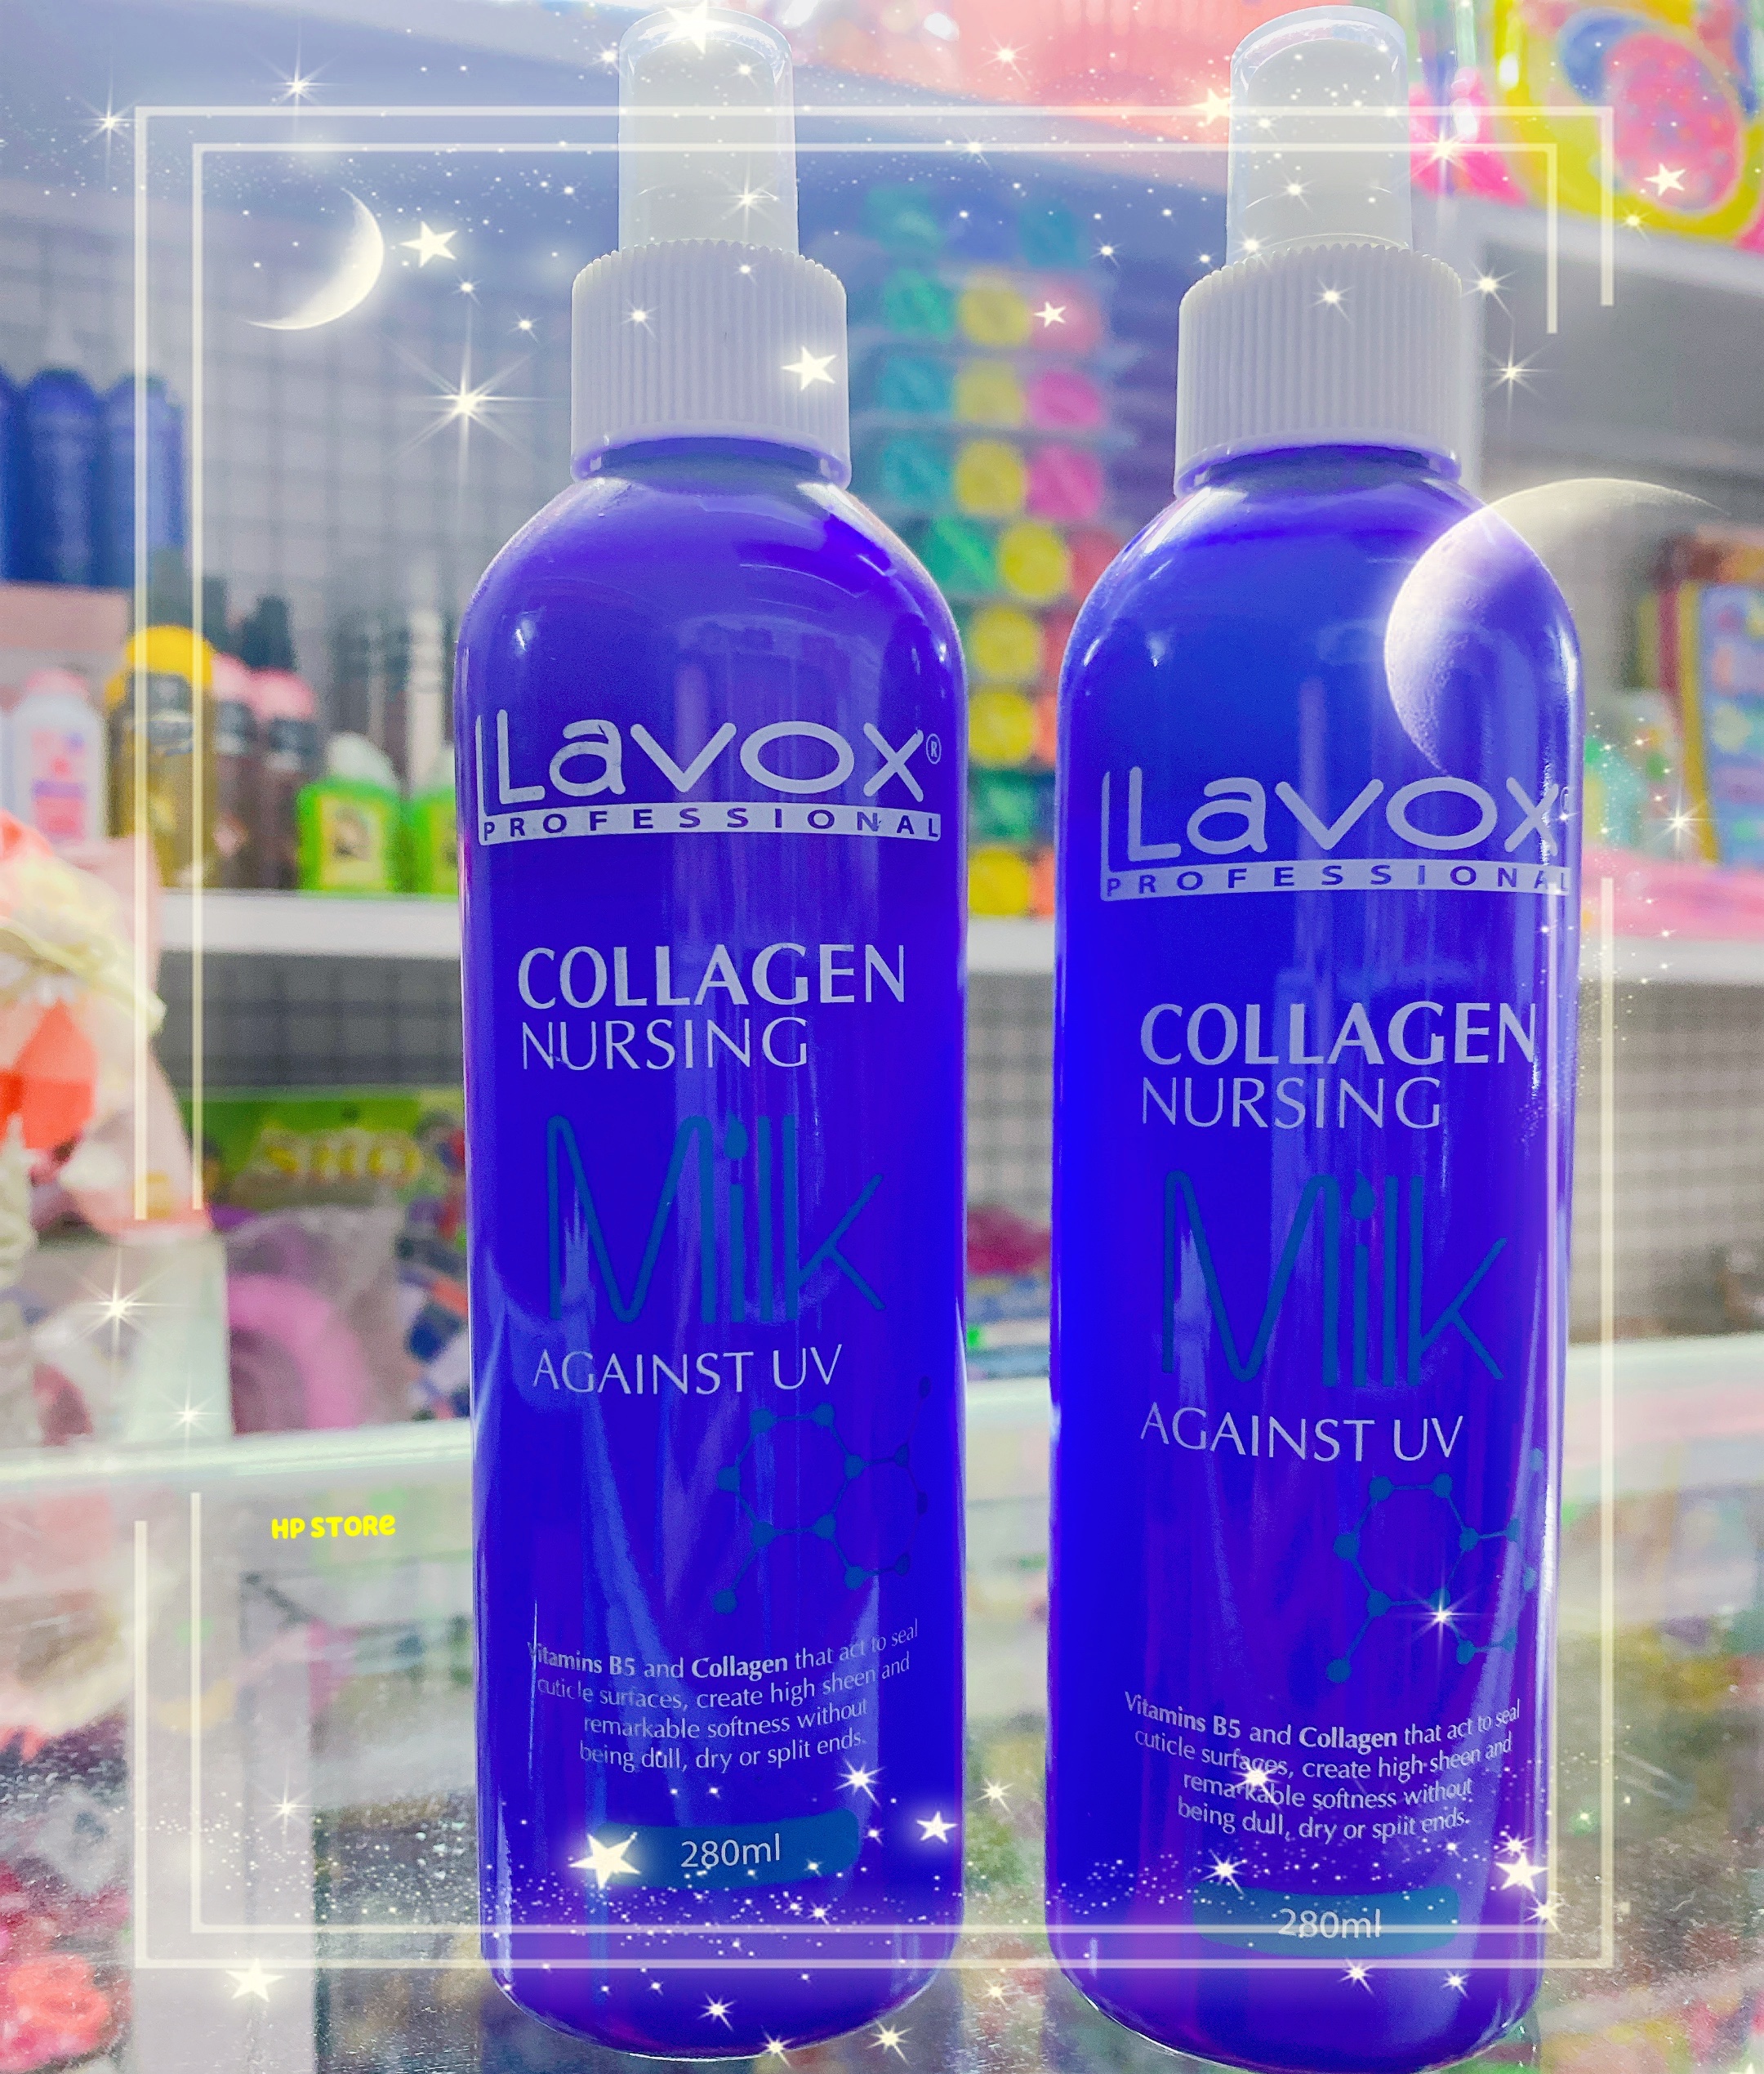 Lavox®
PROFESSIONAL
COLLAGEN
NURSING
Milk
AGAINST UV
Vitamins B5 and Collagen that act to seal
cuticle surfaces, create high sheen and
remarkable softness without
being dull, dry or split ends.
280ml
Lavox
PROFESSIONAL
COLLAGEN
NURSING
Milk
AGAINST UV
Vitamins B5 and Collagen that act to seal
cuticle surfaces, create high sheen and
remarkable softness without
being dull, dry or split ends.
280ml
HP STORe